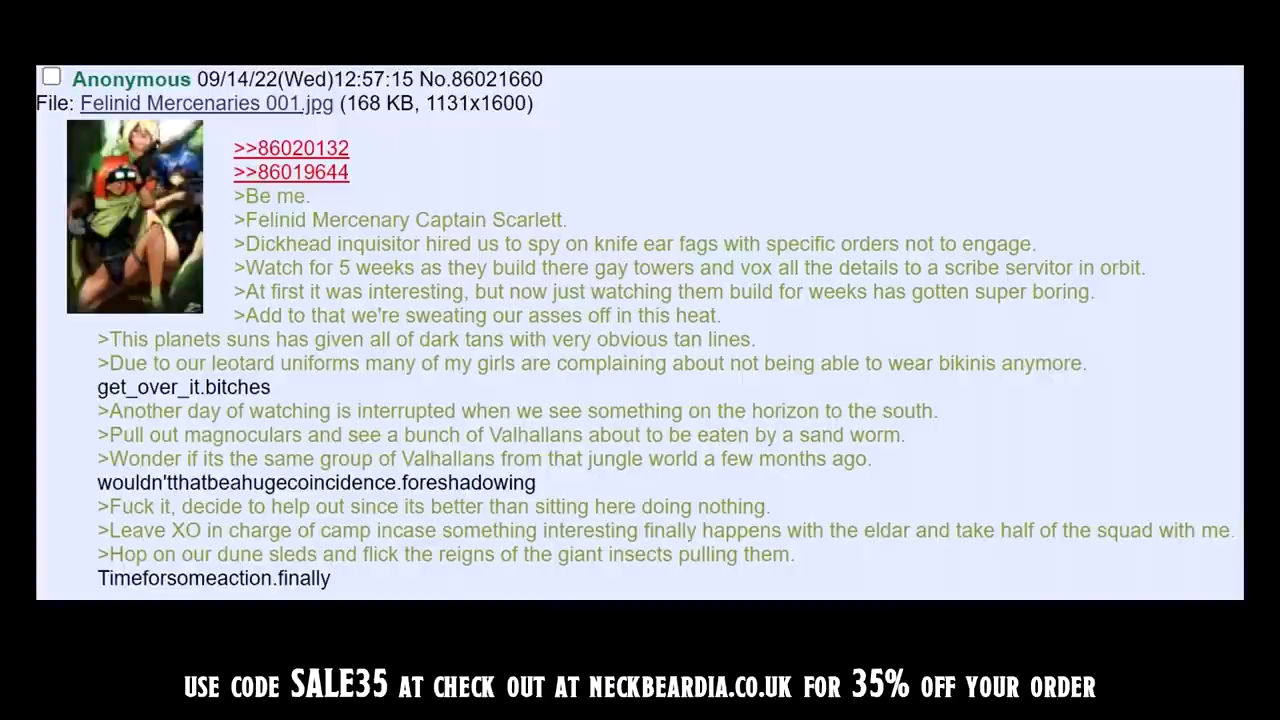 Anonymous 09/14/22(Wed)12:57:15 No.86021660
File: Felinid Mercenaries 001.jpg (168 KB, 1131x1600)
>>86020132
>>86019644
>Be me.
>Felinid Mercenary Captain Scarlett.
>Dickhead inquisitor hired us to spy on knife ear fags with specific orders not to engage.
>Watch for 5 weeks as they build there gay towers and vox all the details to a scribe servitor in orbit.
>At first it was interesting, but now just watching them build for weeks has gotten super boring.
>Add to that we're sweating our asses off in this heat.
>This planets suns has given all of dark tans with very obvious tan lines.
>Due to our leotard uniforms many of my girls are complaining about not being able to wear bikinis anymore.
get_over_it.bitches
>Another day of watching is interrupted when we see something on the horizon to the south.
>Pull out magnoculars and see a bunch of Valhallans about to be eaten by a sand worm.
>Wonder if its the same group of Valhallans from that jungle world a few months ago.
wouldn'tthatbeahugecoincidence.foreshadowing
>Fuck it, decide to help out since its better than sitting here doing nothing.
>Leave XO in charge of camp incase something interesting finally happens with the eldar and take half of the squad with me.
>Hop on our dune sleds and flick the reigns of the giant insects pulling them.
Timeforsomeaction.finally
USE CODE SALE35 AT CHECK OUT AT NECKBEARDIA.CO.UK FOR 35% OFF YOUR ORDER